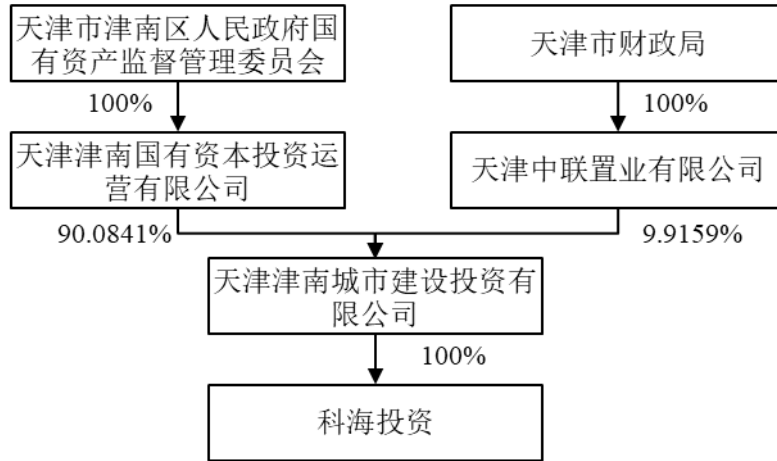 天津市津南区人民政府国
有资产监督管理委员会
天津市财政局
100%
100%
天津津南国有资本投资运
营有限公司
天津中联置业有限公司
90.0841%
9.9159%
天津津南城市建设投资有
限公司
100%
科海投资